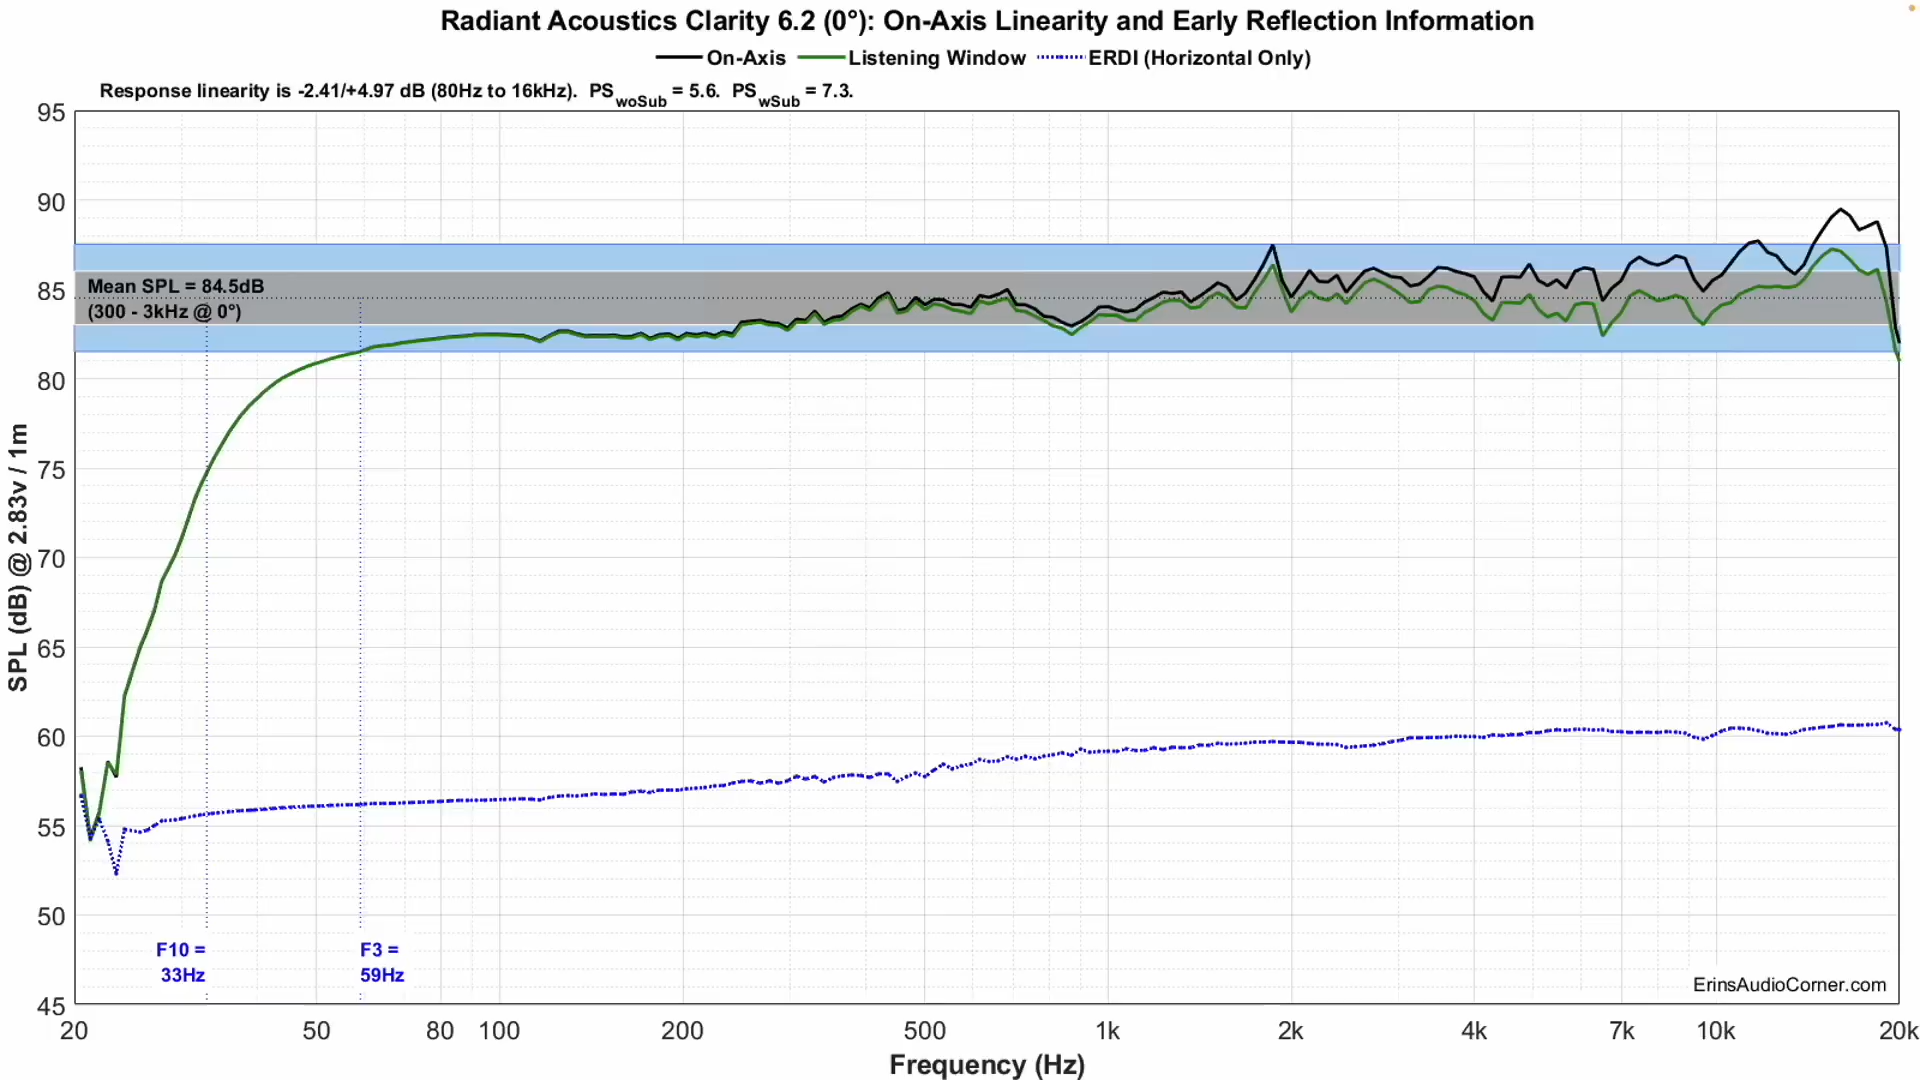 Radiant Acoustics Clarity 6.2 (0°): On-Axis Linearity and Early Reflection Information
On-Axis Listening Window ERDI (Horizontal Only)
Response linearity is -2.41/+4.97 dB (80Hz to 16kHz). PS woSub = 5.6. PS wSub = 7.3.
95
90
85
80
75
70
65
60
55
50
45
SPL (dB) @ 2.83v / 1m
Mean SPL = 84.5dB
(300 - 3kHz @ 0°)
F10 =
33Hz
F3 =
59Hz
ErinsAudioCorner.com
20 50 80 100 200 500 1k 2k 4k 7k 10k 20k
Frequency (Hz)